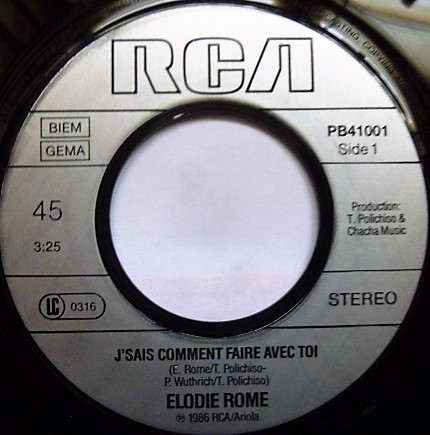 RCA
BIEM
GEMA
PB41001
Side 1
45
3:25
Production:
T. Polichiso &
Chacha Music
LC 0316
STEREO
J'SAIS COMMENT FAIRE AVEC TOI
(E. Rome/T. Polichiso-
P. Wuthrich/T. Polichiso)
ELODIE ROME
℗ 1986 RCA/Ariola